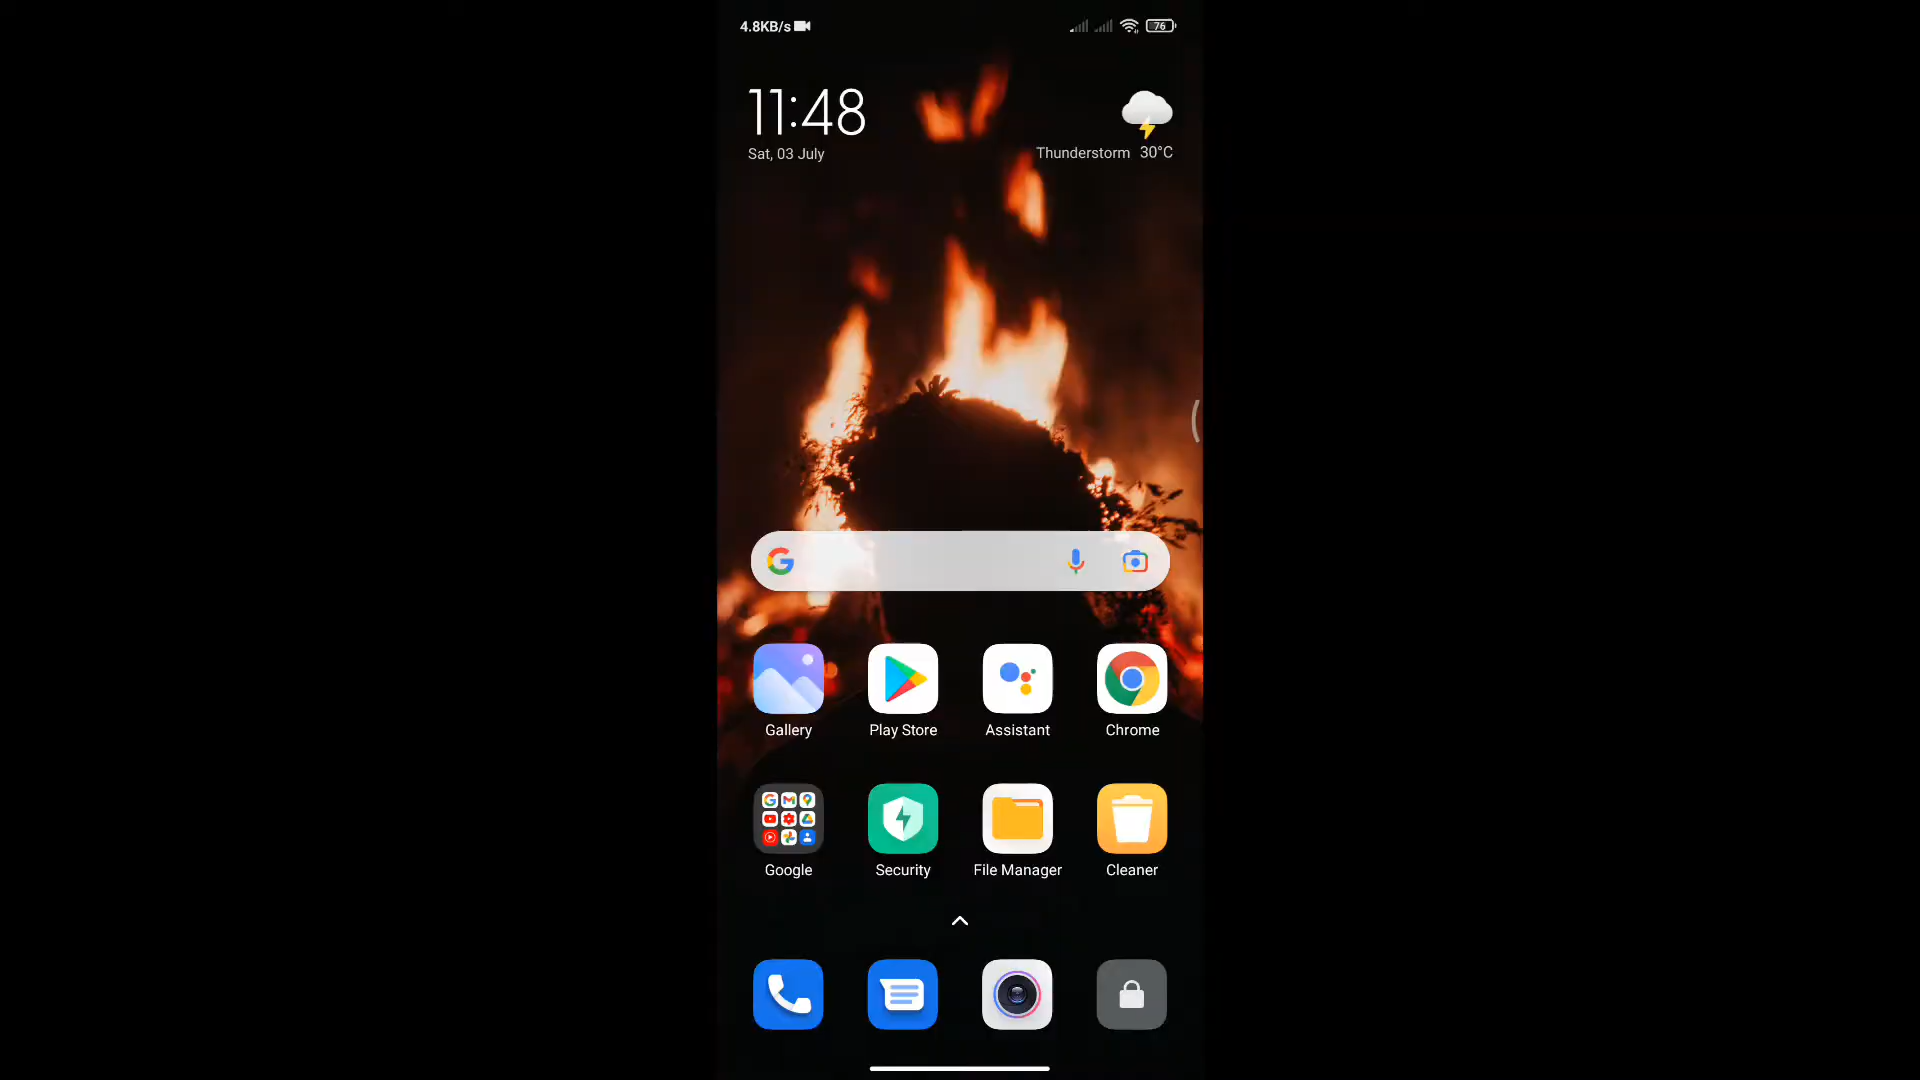 4.8KB/s
76
11:48
Sat, 03 July
Thunderstorm 30°C
Gallery
Play Store
Assistant
Chrome
Google
Security
File Manager
Cleaner